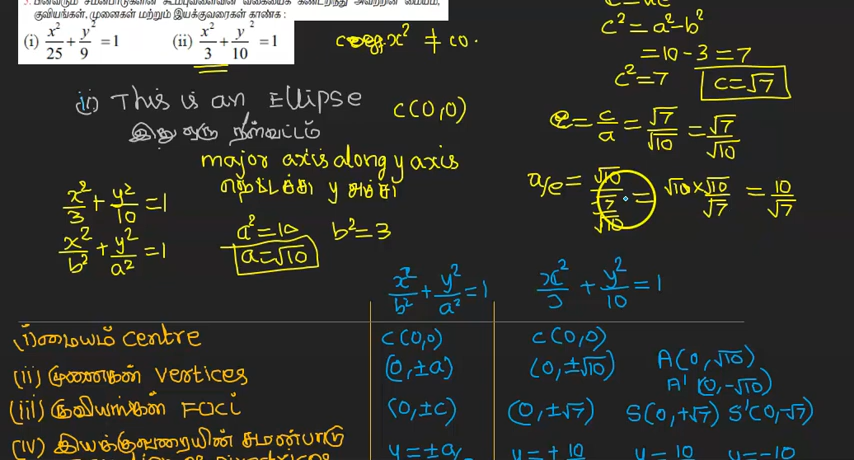 (i) x²/25 + y²/9 = 1 (ii) x²/3 + y²/10 = 1
x² ≠ co.
c² = a² - b²
= 10 - 3 = 7
c² = 7 c = √7
ii) This is an Ellipse
இது ஒரு நீள்வட்டம்
C(0,0)
major axis along y axis
நெட்டச்சு y அச்சு
x²/3 + y²/10 = 1
x²/b² + y²/a² = 1
a² = 10 b² = 3
a = √10
e = c/a = √7/√10 = √7/√10
a/e = √10/(√7/√10) = √10 × √10/√7 = 10/√7
x²/b² + y²/a² = 1 x²/3 + y²/10 = 1
(i) மையம் centre C(0,0) C(0,0)
(ii) முனைகள் vertices (0, ±a) (0, ±√10) A(0, √10)
A' (0, -√10)
(iii) குவியங்கள் Foci (0, ±c) (0, ±√7) S(0, +√7) S'(0, -√7)
(iv) இயக்குவரையின் சமன்பாடு y = ±a/ y = ±10 y = 10 y = -10